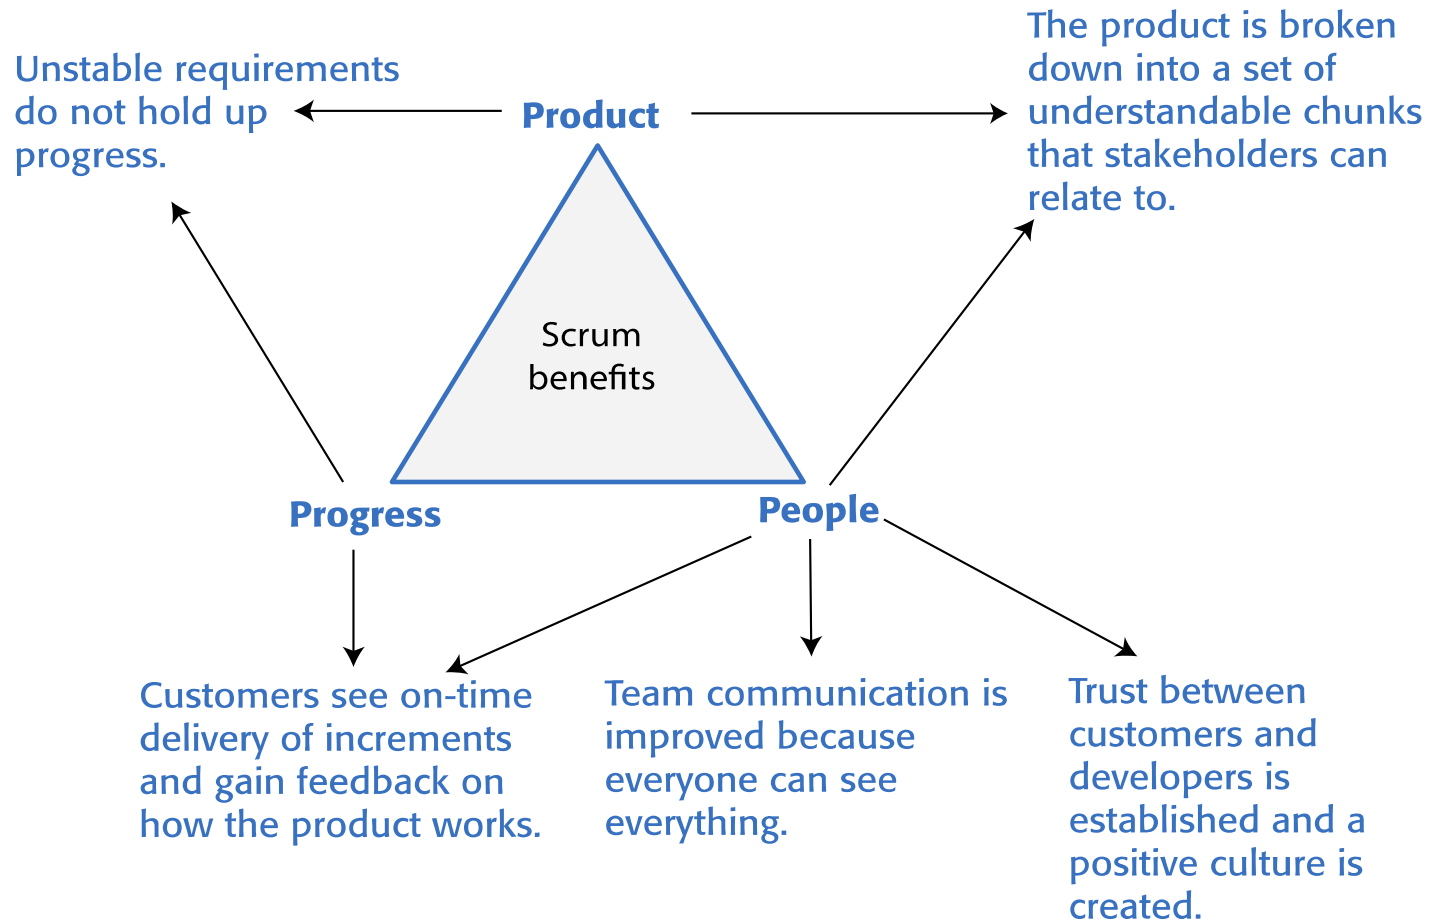 Unstable requirements
do not hold up
progress.
Product
The product is broken
down into a set of
understandable chunks
that stakeholders can
relate to.
Scrum
benefits
Progress
People
Customers see on-time
delivery of increments
and gain feedback on
how the product works.
Team communication is
improved because
everyone can see
everything.
Trust between
customers and
developers is
established and a
positive culture is
created.